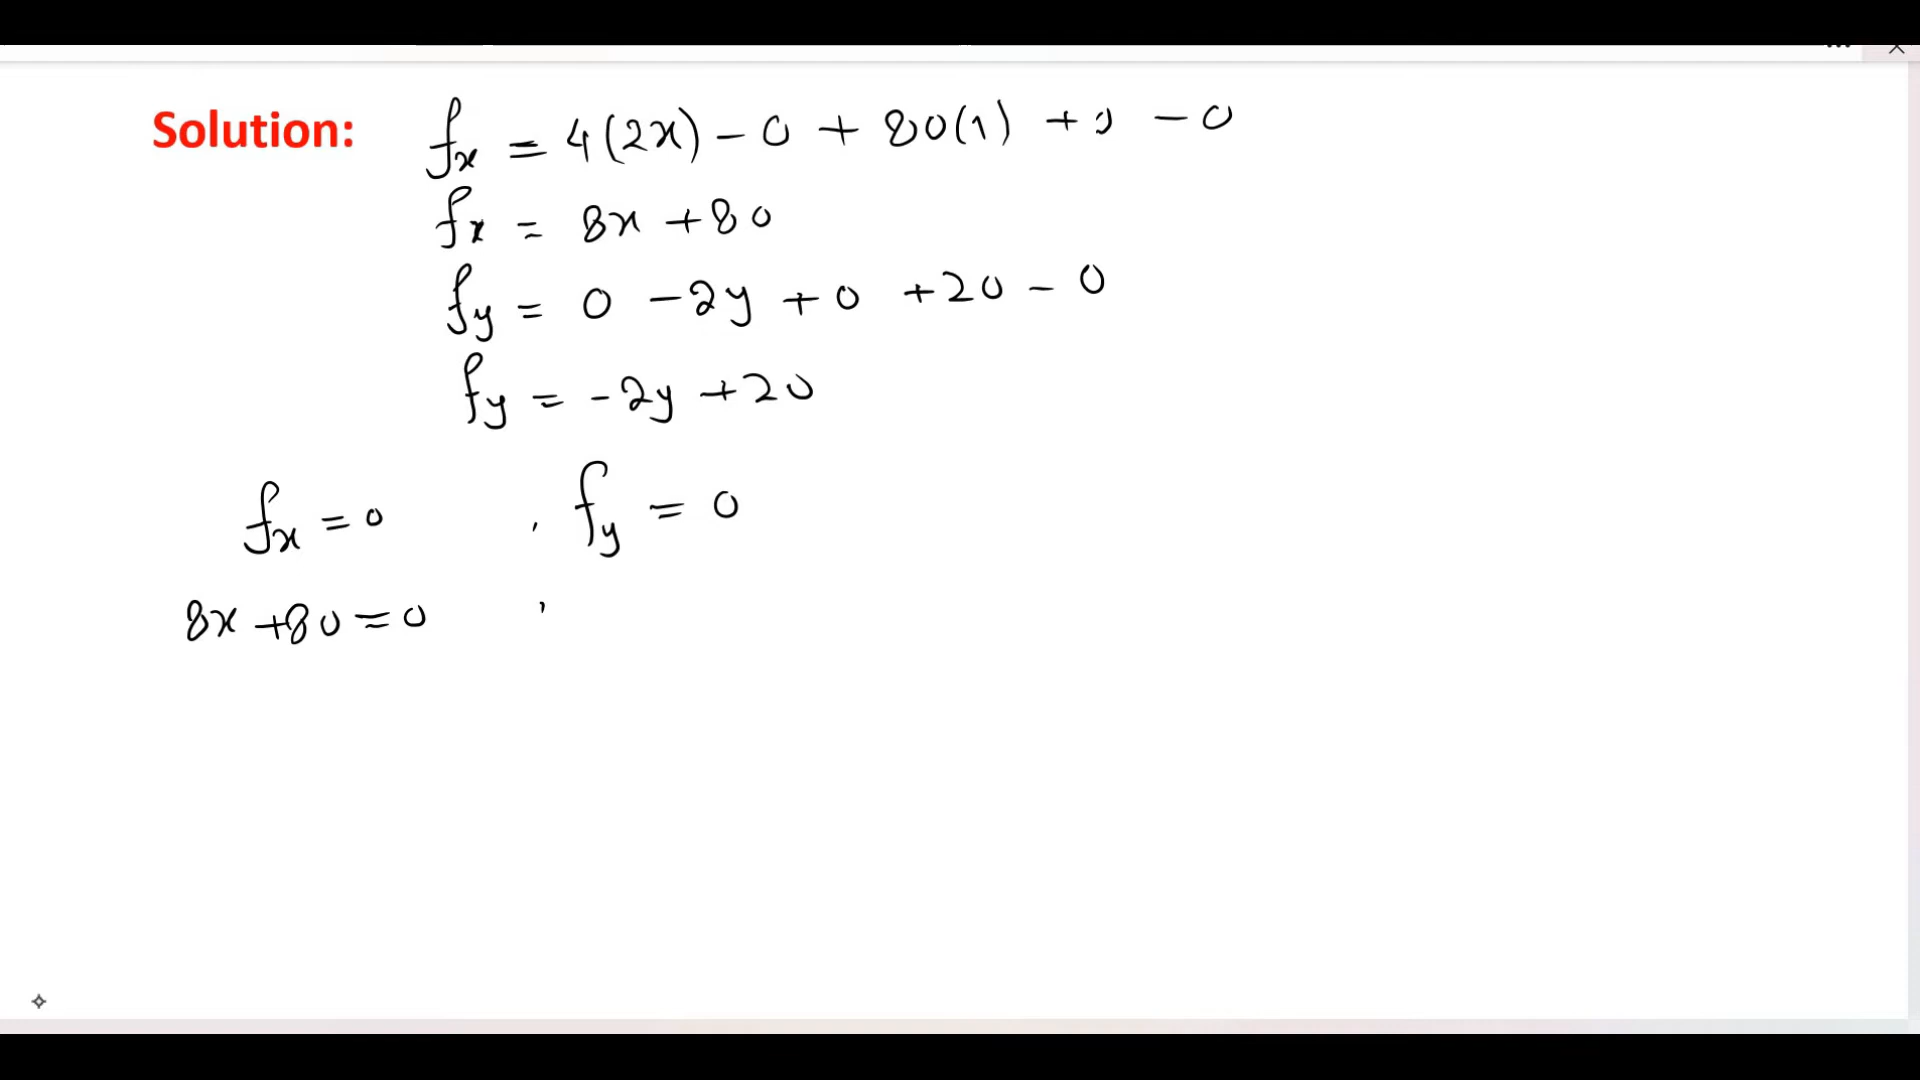 Solution: fx = 4(2x) - 0 + 80(1) + 0 - 0
fx = 8x + 80
fy = 0 - 2y + 0 + 20 - 0
fy = -2y + 20
fx = 0 , fy = 0
8x + 80 = 0 ,